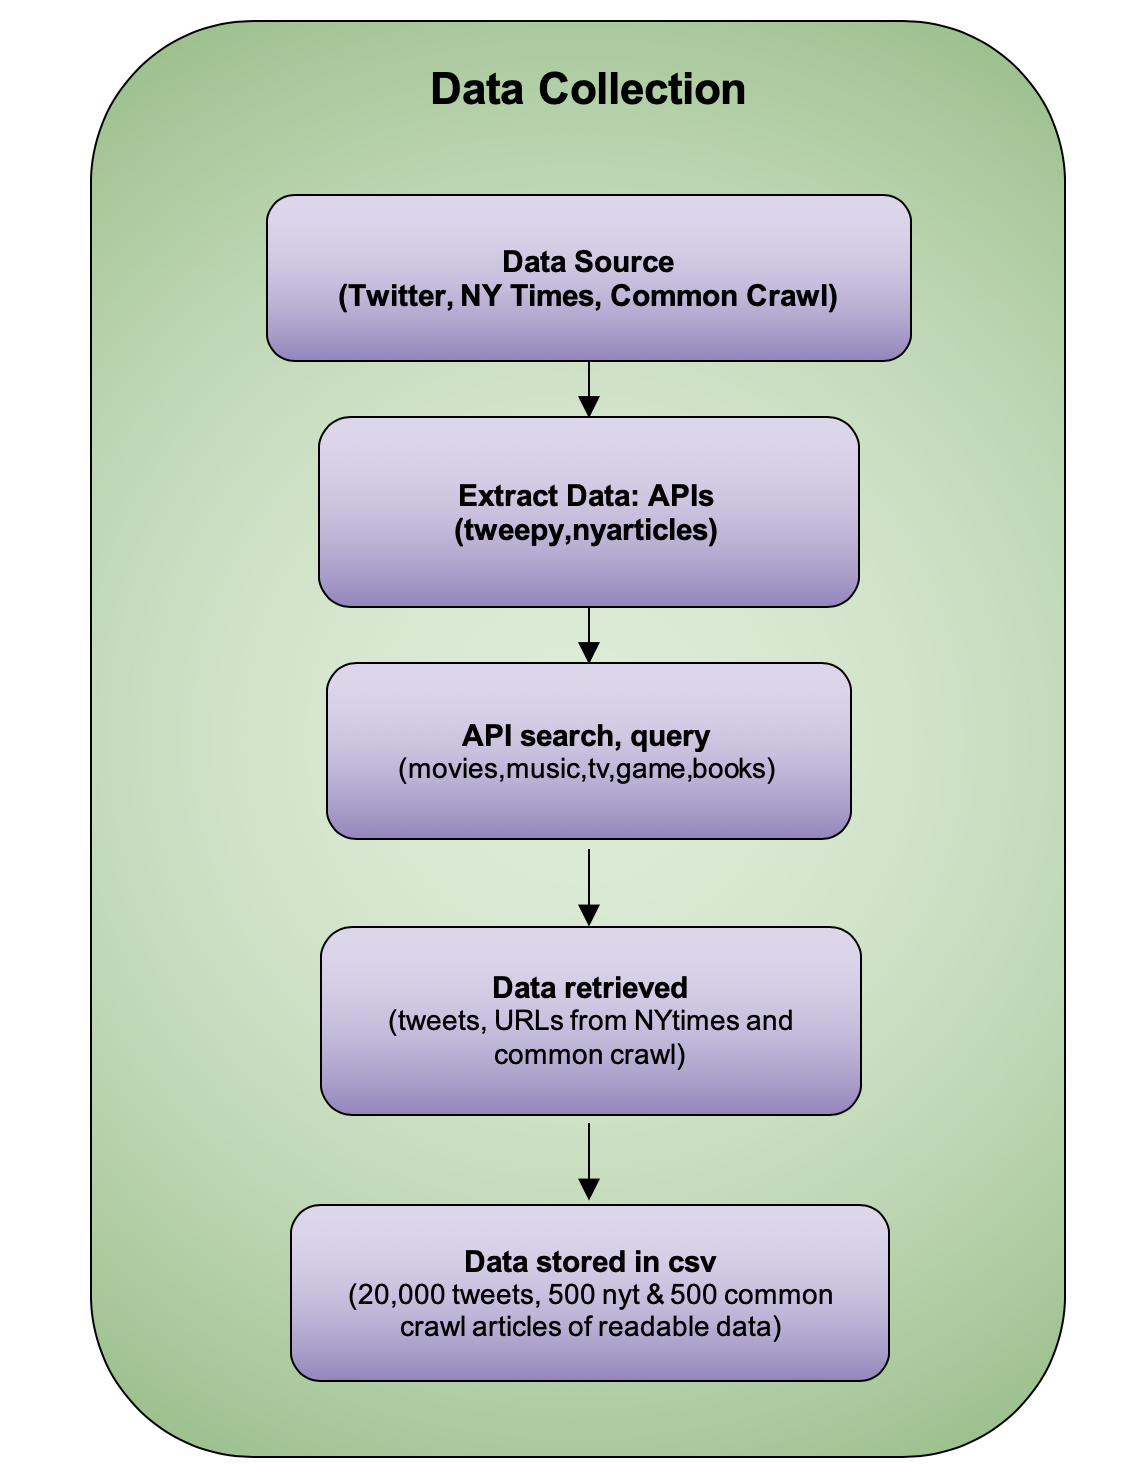 Data Collection
Data Source
(Twitter, NY Times, Common Crawl)
Extract Data: APIs
(tweepy,nyarticles)
API search, query
(movies,music,tv,game,books)
Data retrieved
(tweets, URLs from NYtimes and
common crawl)
Data stored in csv
(20,000 tweets, 500 nyt & 500 common
crawl articles of readable data)